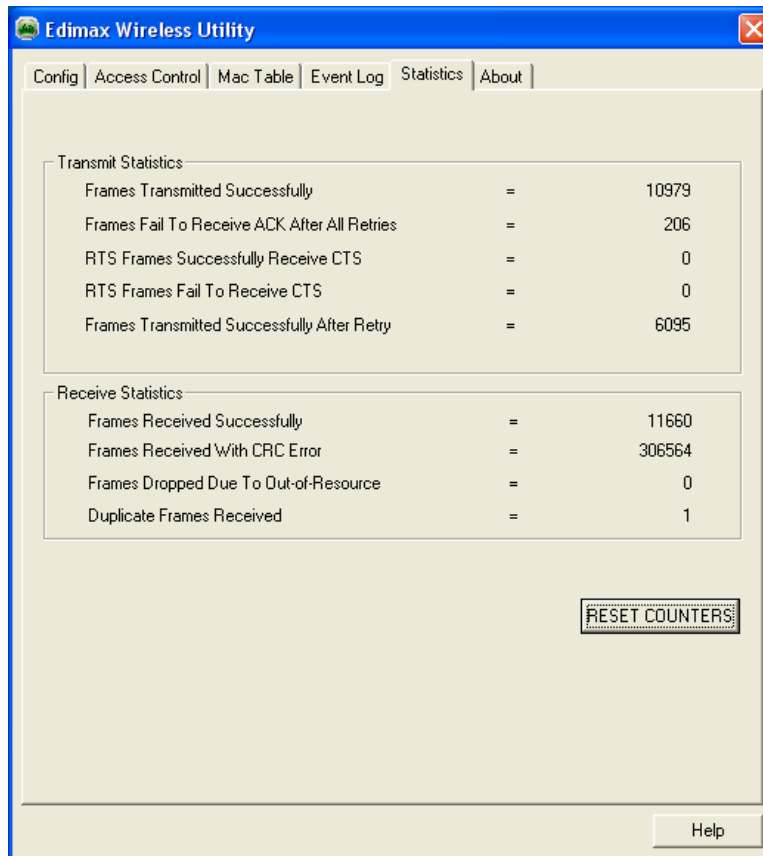 Edimax Wireless Utility
Config Access Control Mac Table Event Log Statistics About
Transmit Statistics
Frames Transmitted Successfully = 10979
Frames Fail To Receive ACK After All Retries = 206
RTS Frames Successfully Receive CTS = 0
RTS Frames Fail To Receive CTS = 0
Frames Transmitted Successfully After Retry = 6095
Receive Statistics
Frames Received Successfully = 11660
Frames Received With CRC Error = 306564
Frames Dropped Due To Out-of-Resource = 0
Duplicate Frames Received = 1
RESET COUNTERS
Help